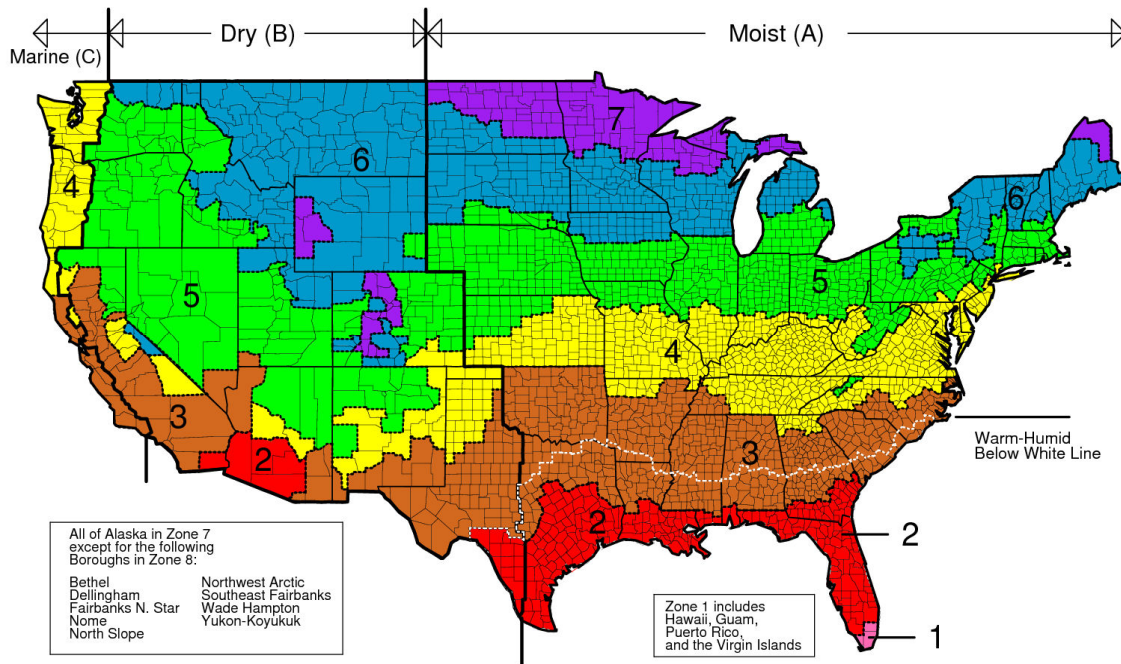 Marine (C)
Dry (B)
Moist (A)
7
6
6
4
5
5
4
3
3
2
2
2
1
Warm-Humid
Below White Line
All of Alaska in Zone 7
except for the following
Boroughs in Zone 8:
Bethel
Dellingham
Fairbanks N. Star
Nome
North Slope
Northwest Arctic
Southeast Fairbanks
Wade Hampton
Yukon-Koyukuk
Zone 1 includes
Hawaii, Guam,
Puerto Rico,
and the Virgin Islands